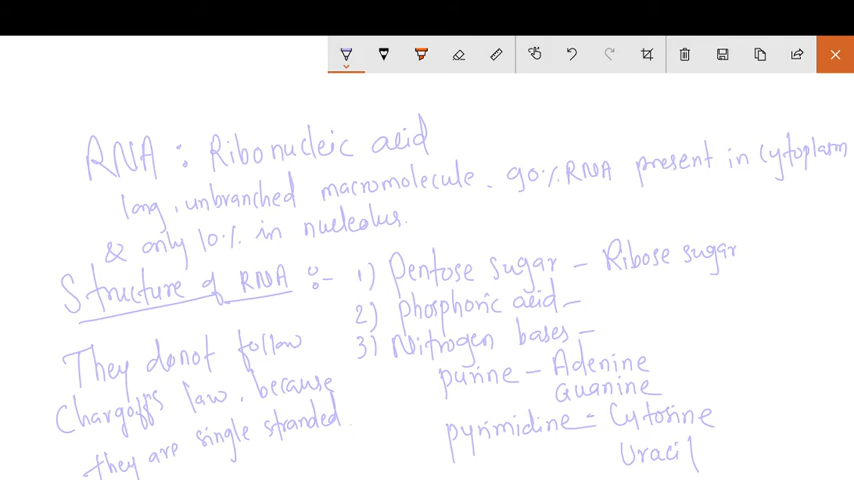 RNA : Ribonucleic acid
long, unbranched macromolecule. 90% RNA present in cytoplasm
& only 10% in nucleolus.
Structure of RNA :- 1) Pentose sugar - Ribose sugar
2) Phosphoric acid -
3) Nitrogen bases -
purine - Adenine
Guanine
pyrimidine - Cytosine
Uracil
They donot follow
Chargoff's law, because
they are single stranded.